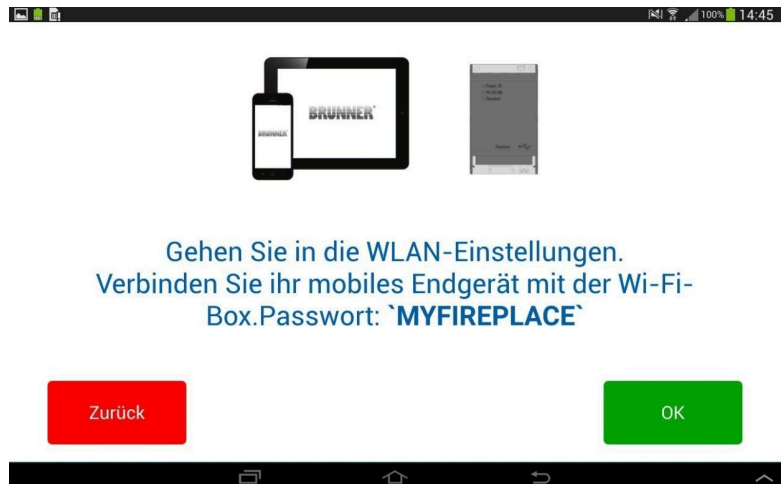 100% 14:45
BRUNNER
BRUNNER
Gehen Sie in die WLAN-Einstellungen.
Verbinden Sie ihr mobiles Endgerät mit der Wi-Fi-
Box.Passwort: `MYFIREPLACE`
Zurück
OK